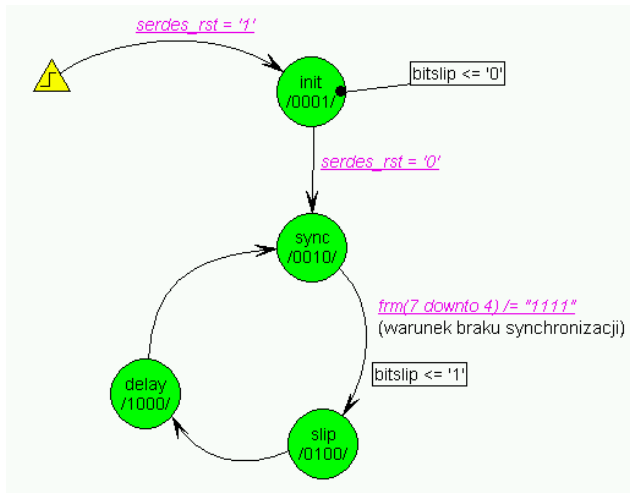 serdes_rst = '1'
init
/0001/
bitslip <= '0'
serdes_rst = '0'
sync
/0010/
frm(7 downto 4) /= "1111"
(warunek braku synchronizacji)
bitslip <= '1'
delay
/1000/
slip
/0100/